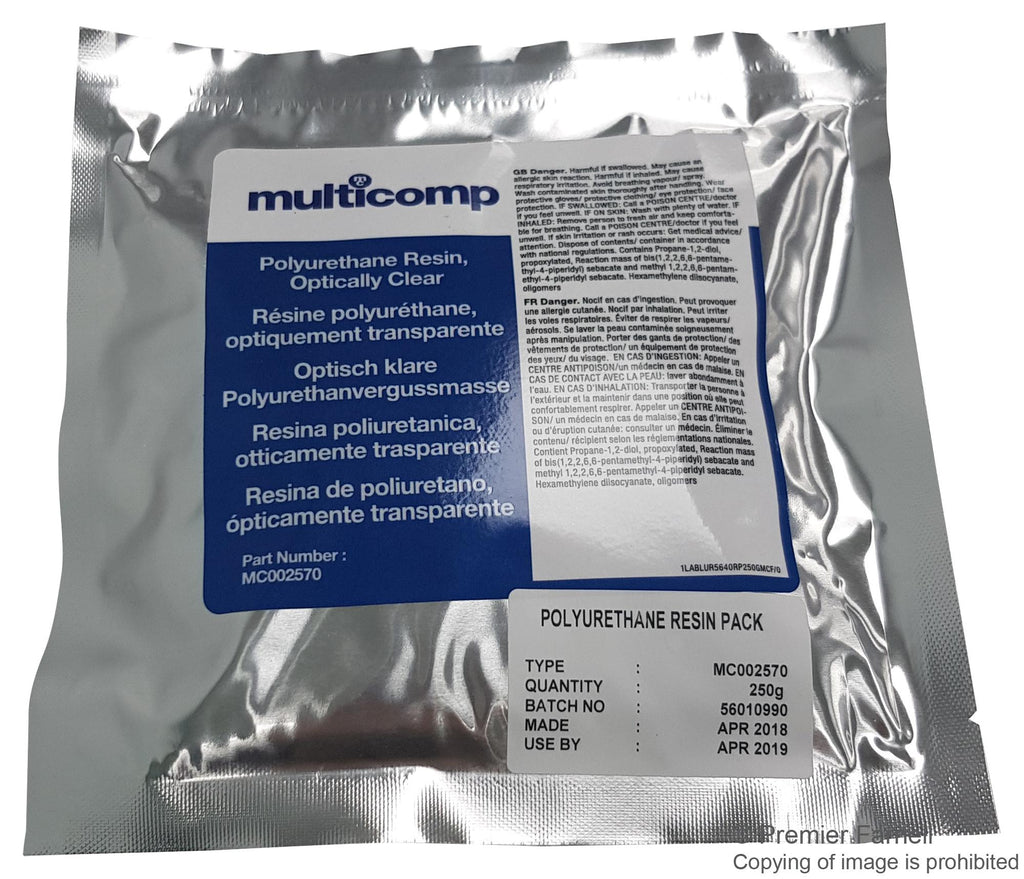 multicomp
Polyurethane Resin,
Optically Clear
Résine polyuréthane,
optiquement transparente
Optisch klare
Polyurethanvergussmasse
Resina poliuretanica,
otticamente trasparente
Resina de poliuretano,
ópticamente transparente
Part Number :
MC002570
GB Danger. Harmful if swallowed. May cause an
allergic skin reaction. Harmful if inhaled. May cause
respiratory irritation. Avoid breathing vapour/ spray.
Wash contaminated skin thoroughly after handling. Wear
protective gloves/ protective clothing/ eye protection/ face
protection. IF SWALLOWED: Call a POISON CENTRE/doctor
if you feel unwell. IF ON SKIN: Wash with plenty of water. IF
INHALED: Remove person to fresh air and keep comforta-
ble for breathing. Call a POISON CENTRE/doctor if you feel
unwell. If skin irritation or rash occurs: Get medical advice/
attention. Dispose of contents/ container in accordance
with national regulations. Contains Propane-1,2-diol,
propoxylated, Reaction mass of bis(1,2,2,6,6-pentame-
thyl-4-piperidyl) sebacate and methyl 1,2,2,6,6-pentam-
ethyl-4-piperidyl sebacate. Hexamethylene diisocyanate,
oligomers
FR Danger. Nocif en cas d'ingestion. Peut provoquer
une allergie cutanée. Nocif par inhalation. Peut irriter
les voies respiratoires. Éviter de respirer les vapeurs/
aérosols. Se laver la peau contaminée soigneusement
après manipulation. Porter des gants de protection/ des
vêtements de protection/ un équipement de protection
des yeux/ du visage. EN CAS D'INGESTION: Appeler un
CENTRE ANTIPOISON/un médecin en cas de malaise. EN
CAS DE CONTACT AVEC LA PEAU: laver abondamment à
l'eau. EN CAS D'INHALATION: Transporter la personne à
l'extérieur et la maintenir dans une position où elle peut
confortablement respirer. Appeler un CENTRE ANTIPOI-
SON/ un médecin en cas de malaise. En cas d'irritation
ou d'éruption cutanée: consulter un médecin. Éliminer le
contenu/ récipient selon les réglementations nationales.
Contient Propane-1,2-diol, propoxylated, Reaction mass
of bis(1,2,2,6,6-pentamethyl-4-piperidyl) sebacate and
methyl 1,2,2,6,6-pentamethyl-4-piperidyl sebacate.
Hexamethylene diisocyanate, oligomers
1LABLUR5640RP250GMCF/0
POLYURETHANE RESIN PACK
TYPE : MC002570
QUANTITY : 250g
BATCH NO : 56010990
MADE : APR 2018
USE BY : APR 2019
© Premier Farnell
Copying of image is prohibited